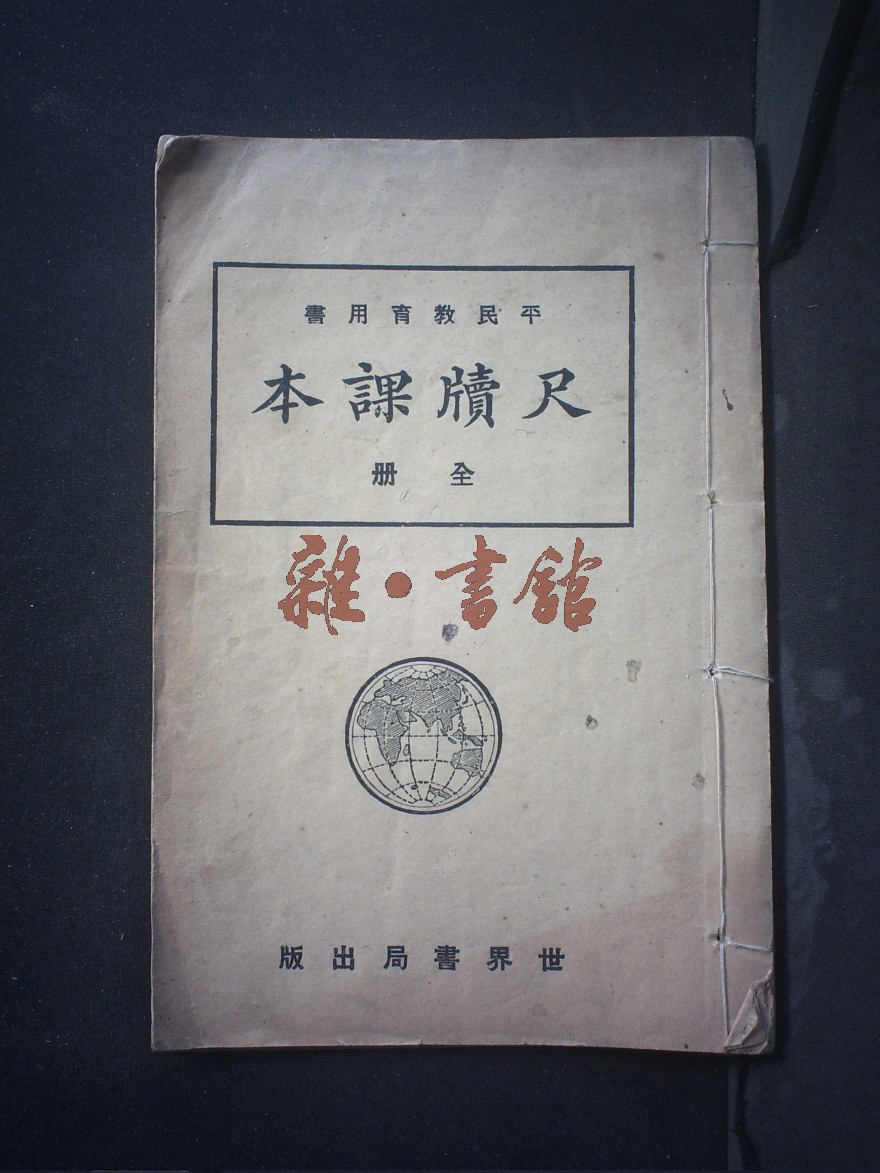 平民教育用書
尺牘課本
全册
雜·書館
世界書局出版